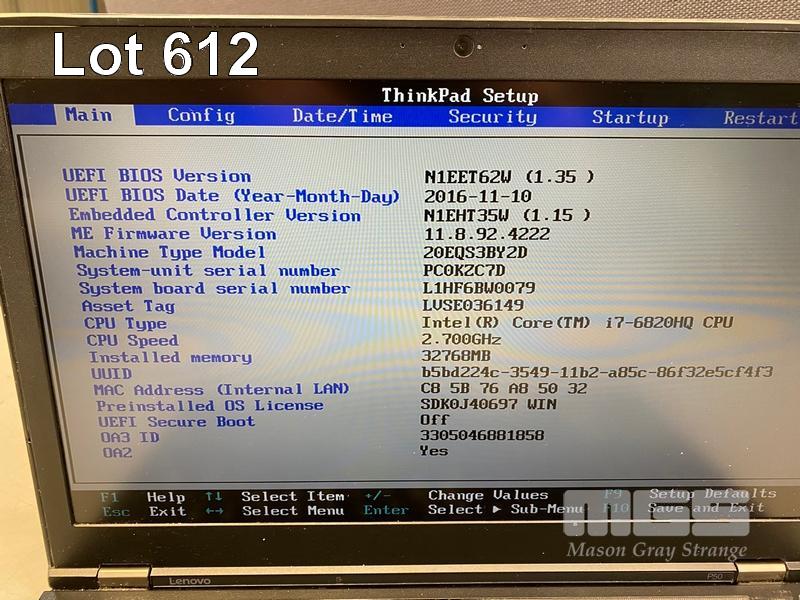 Lot 612
ThinkPad Setup
Main Config Date/Time Security Startup Restart
UEFI BIOS Version N1EET62W (1.35 )
UEFI BIOS Date (Year-Month-Day) 2016-11-10
Embedded Controller Version N1EHT35W (1.15 )
ME Firmware Version 11.8.92.4222
Machine Type Model 20EQS3BY2D
System-unit serial number PC0KZC7D
System board serial number L1HF6BW0079
Asset Tag LVSE036149
CPU Type Intel(R) Core(TM) i7-6820HQ CPU
CPU Speed 2.700GHz
Installed memory 32768MB
UUID b5bd224c-3549-11b2-a85c-86f32e5cf4f3
MAC Address (Internal LAN) C8 5B 76 A8 50 32
Preinstalled OS License SDK0J40697 WIN
UEFI Secure Boot Off
OA3 ID 3305046881858
OA2 Yes
F1 Help ↑↓ Select Item +/- Change Values F9 Setup Defaults
Esc Exit ←→ Select Menu Enter Select ▶ Sub-Menu F10 Save and Exit
MGS
Mason Gray Strange
Lenovo P50